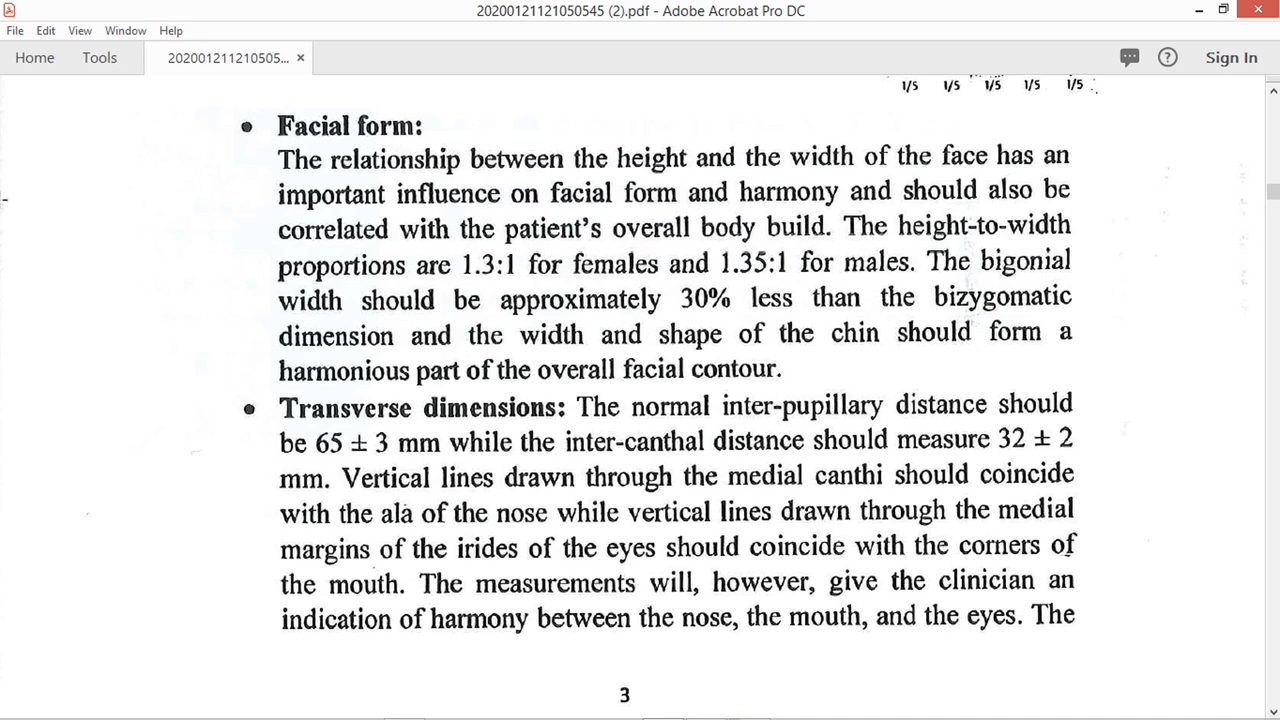 20200121121050545 (2).pdf - Adobe Acrobat Pro DC
File Edit View Window Help
Home Tools 202001211210505... × Sign In
1/5 1/5 1/5 1/5 1/5
• Facial form:
The relationship between the height and the width of the face has an
important influence on facial form and harmony and should also be
correlated with the patient's overall body build. The height-to-width
proportions are 1.3:1 for females and 1.35:1 for males. The bigonial
width should be approximately 30% less than the bizygomatic
dimension and the width and shape of the chin should form a
harmonious part of the overall facial contour.
• Transverse dimensions: The normal inter-pupillary distance should
be 65 ± 3 mm while the inter-canthal distance should measure 32 ± 2
mm. Vertical lines drawn through the medial canthi should coincide
with the ala of the nose while vertical lines drawn through the medial
margins of the irides of the eyes should coincide with the corners of
the mouth. The measurements will, however, give the clinician an
indication of harmony between the nose, the mouth, and the eyes. The
3